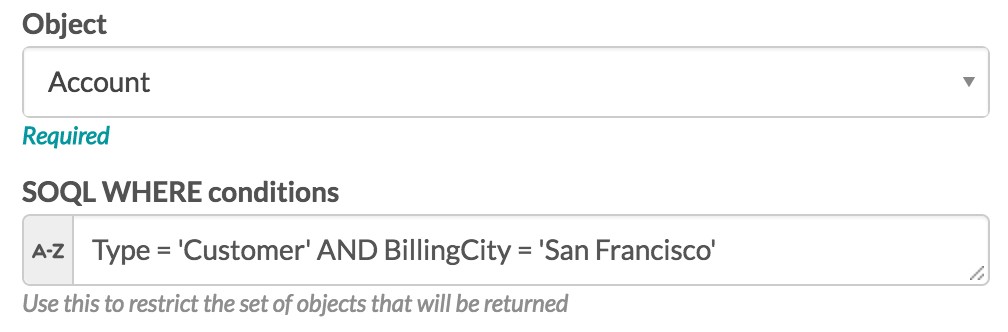 Object
Account
Required
SOQL WHERE conditions
A-Z Type = 'Customer' AND BillingCity = 'San Francisco'
Use this to restrict the set of objects that will be returned